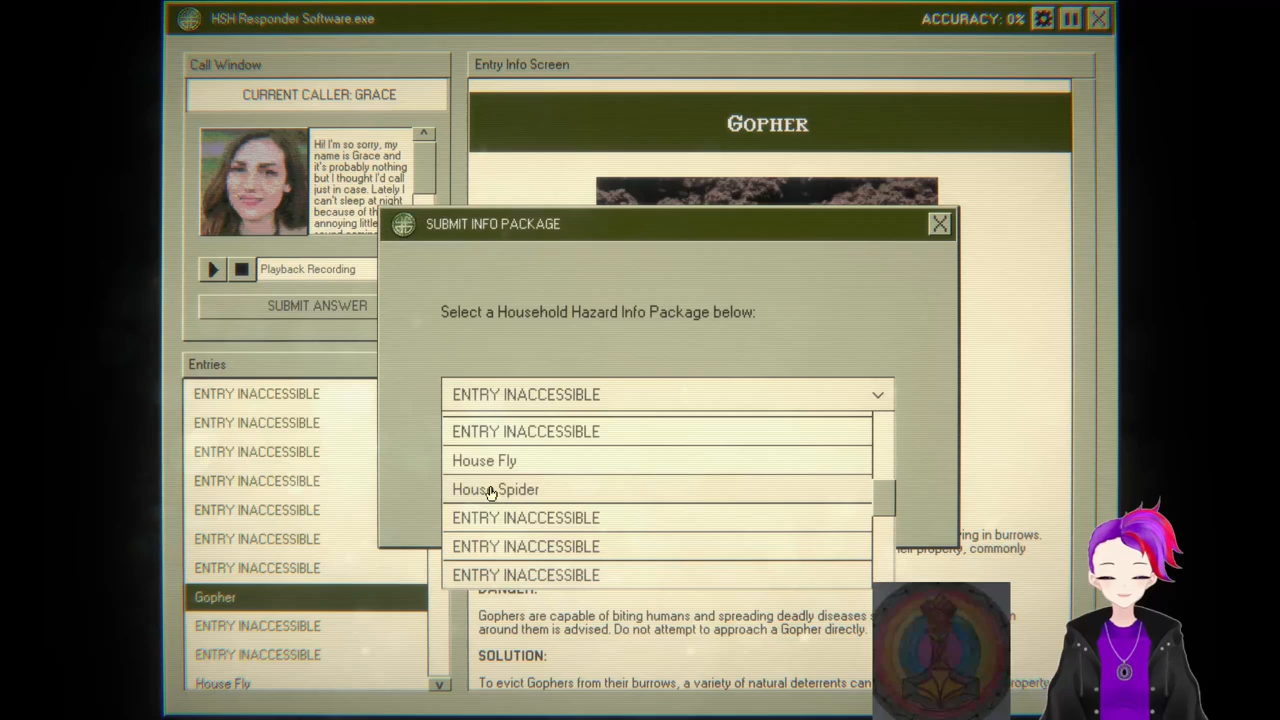 HSH Responder Software.exe
ACCURACY: 0%
Call Window
CURRENT CALLER: GRACE
Hi! I'm so sorry, my
name is Grace and
it's probably nothing
but I thought I'd call
just in case. Lately I
can't sleep at night
because of th
annoying little
Playback Recording
SUBMIT ANSWER
Entries
ENTRY INACCESSIBLE
ENTRY INACCESSIBLE
ENTRY INACCESSIBLE
ENTRY INACCESSIBLE
ENTRY INACCESSIBLE
ENTRY INACCESSIBLE
ENTRY INACCESSIBLE
Gopher
ENTRY INACCESSIBLE
ENTRY INACCESSIBLE
House Fly
Entry Info Screen
GOPHER
SUBMIT INFO PACKAGE
Select a Household Hazard Info Package below:
ENTRY INACCESSIBLE
ENTRY INACCESSIBLE
House Fly
House Spider
ENTRY INACCESSIBLE
ENTRY INACCESSIBLE
ENTRY INACCESSIBLE
ing in burrows.
property, commonly
DANGER:
Gophers are capable of biting humans and spreading deadly diseases
around them is advised. Do not attempt to approach a Gopher directly.
SOLUTION:
To evict Gophers from their burrows, a variety of natural deterrents can property